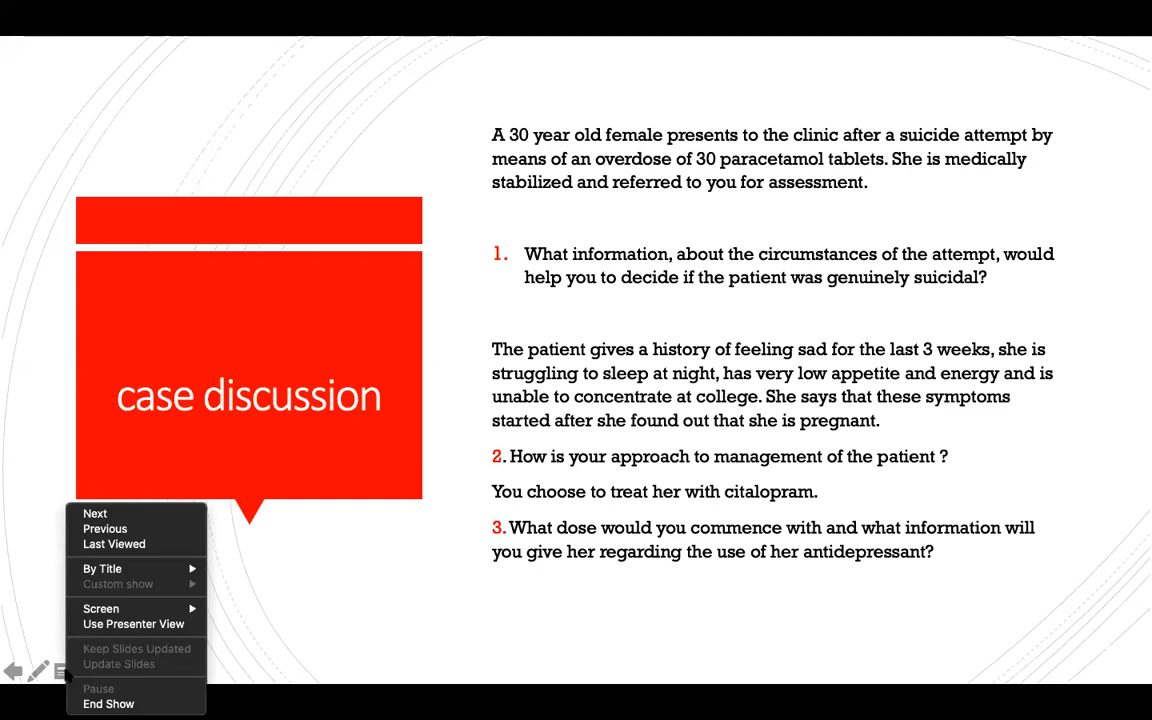 A 30 year old female presents to the clinic after a suicide attempt by
means of an overdose of 30 paracetamol tablets. She is medically
stabilized and referred to you for assessment.
1. What information, about the circumstances of the attempt, would
help you to decide if the patient was genuinely suicidal?
The patient gives a history of feeling sad for the last 3 weeks, she is
struggling to sleep at night, has very low appetite and energy and is
unable to concentrate at college. She says that these symptoms
started after she found out that she is pregnant.
2. How is your approach to management of the patient ?
You choose to treat her with citalopram.
3. What dose would you commence with and what information will
you give her regarding the use of her antidepressant?
case discussion
Next
Previous
Last Viewed
By Title
Custom show
Screen
Use Presenter View
Keep Slides Updated
Update Slides
Pause
End Show